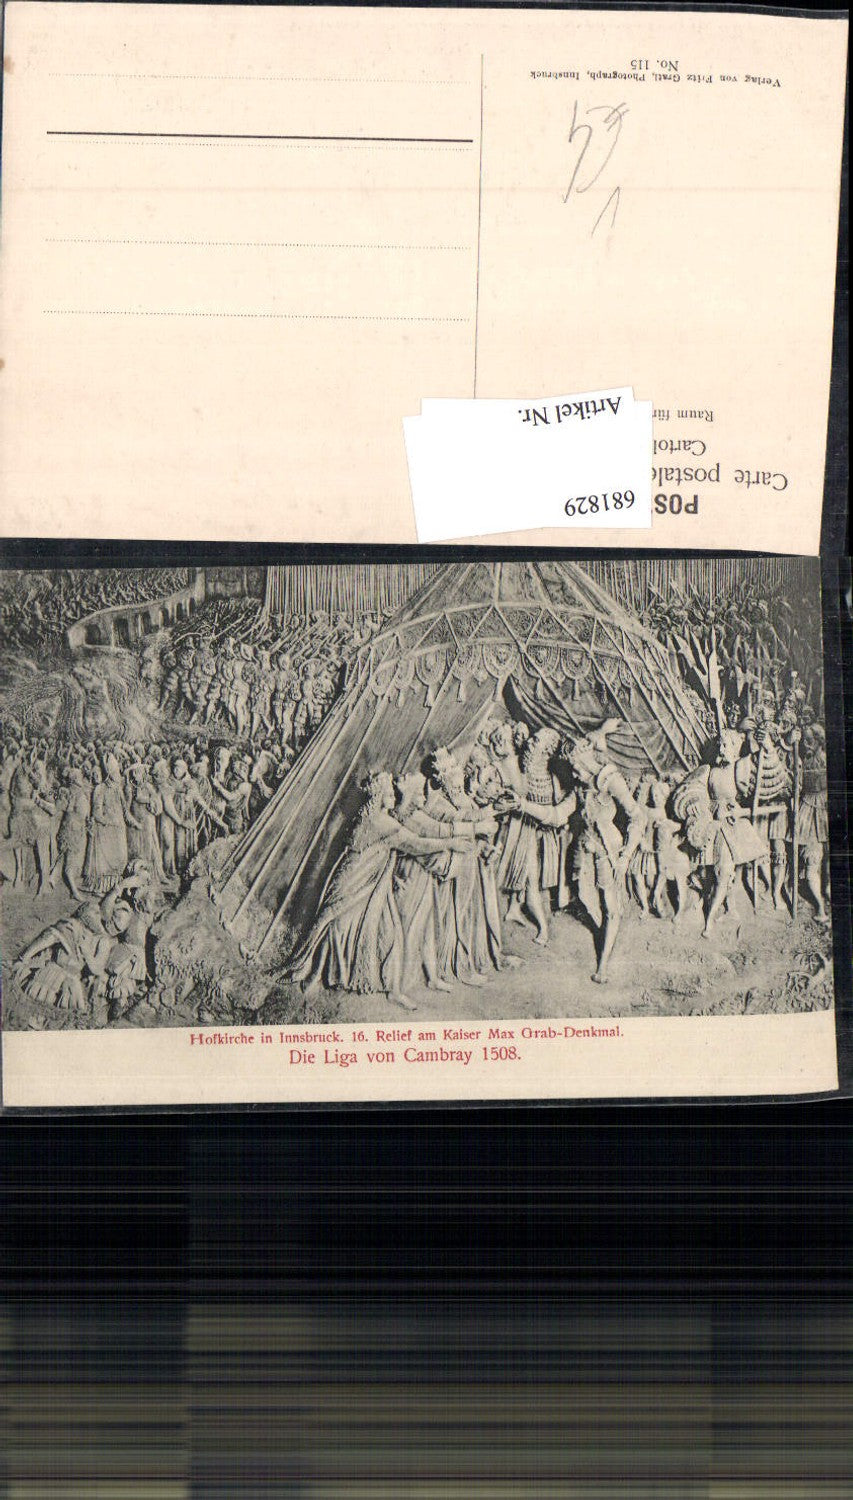 Verlag von Fritz Gratl, Photograph, Innsbruck
No. 115
Raum für
Cartol
Carte postale
POS
Artikel Nr.
681829
Hofkirche in Innsbruck. 16. Relief am Kaiser Max Grab-Denkmal.
Die Liga von Cambray 1508.